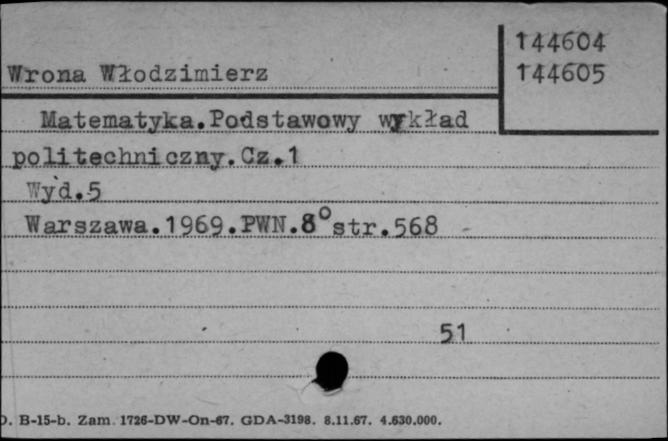 144604
144605
Wrona Włodzimierz
Matematyka.Podstawowy wykład
politechniczny.Cz.1
Wyd.5
Warszawa.1969.PWN.8°str.568
51
B-15-b. Zam. 1726-DW-On-67. GDA-3198. 8.11.67. 4.630.000.